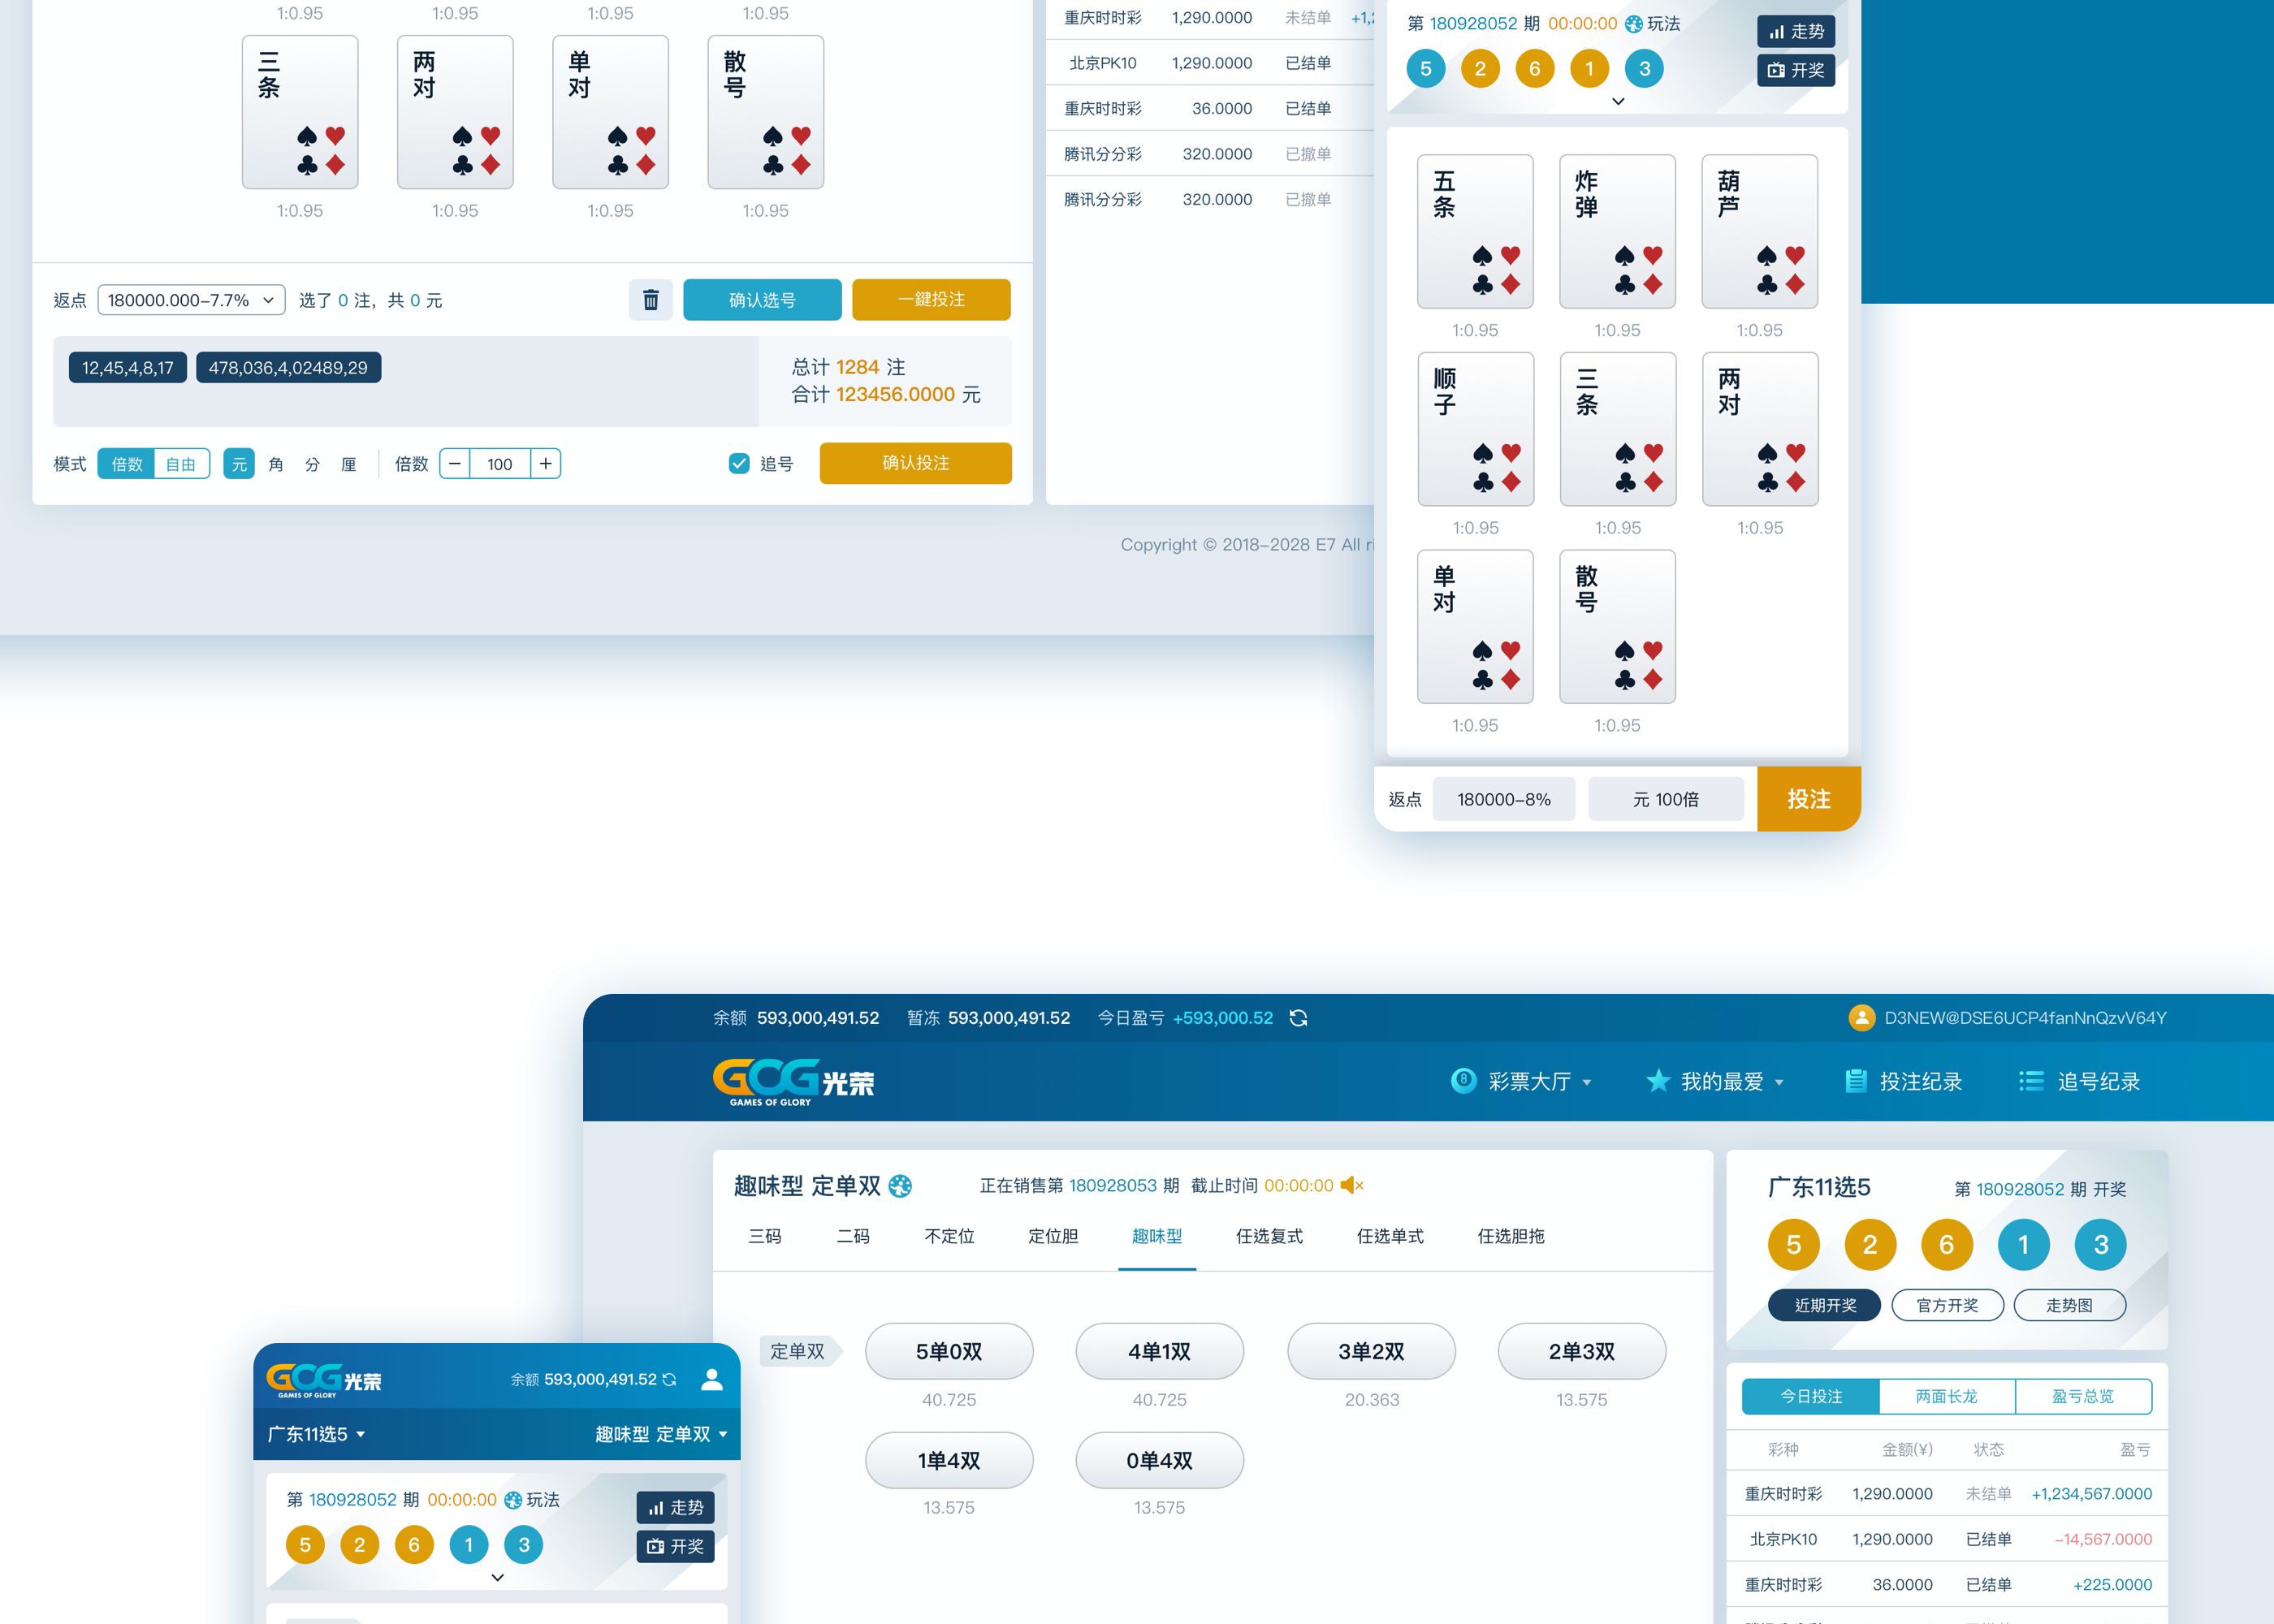 1:0.95 1:0.95 1:0.95 1:0.95
三条 两对 单对 散号
1:0.95 1:0.95 1:0.95 1:0.95
返点 180000.000-7.7% 选了 0 注, 共 0 元 确认选号 一鍵投注
12,45,4,8,17 478,036,4,02489,29
总计 1284 注
合计 123456.0000 元
模式 倍数 自由 元 角 分 厘 倍数 − 100 + 追号 确认投注
重庆时时彩 1,290.0000 未结单 +1,2
北京PK10 1,290.0000 已结单
重庆时时彩 36.0000 已结单
腾讯分分彩 320.0000 已撤单
腾讯分分彩 320.0000 已撤单
Copyright © 2018-2028 E7 All ri
第 180928052 期 00:00:00 玩法 走势
5 2 6 1 3 开奖
五条 炸弹 葫芦
1:0.95 1:0.95 1:0.95
顺子 三条 两对
1:0.95 1:0.95 1:0.95
单对 散号
1:0.95 1:0.95
返点 180000-8% 元 100倍 投注
余额 593,000,491.52 暂冻 593,000,491.52 今日盈亏 +593,000.52 D3NEW@DSE6UCP4fanNnQzvV64Y
GCG光荣
GAMES OF GLORY
8 彩票大厅 我的最爱 投注纪录 追号纪录
趣味型 定单双 正在销售第 180928053 期 截止时间 00:00:00
三码 二码 不定位 定位胆 趣味型 任选复式 任选单式 任选胆拖
定单双 5单0双 4单1双 3单2双 2单3双
40.725 40.725 20.363 13.575
1单4双 0单4双
13.575 13.575
广东11选5 第 180928052 期 开奖
5 2 6 1 3
近期开奖 官方开奖 走势图
今日投注 两面长龙 盈亏总览
彩种 金额(¥) 状态 盈亏
重庆时时彩 1,290.0000 未结单 +1,234,567.0000
北京PK10 1,290.0000 已结单 -14,567.0000
重庆时时彩 36.0000 已结单 +225.0000
GCG光荣
GAMES OF GLORY
余额 593,000,491.52
广东11选5 趣味型 定单双
第 180928052 期 00:00:00 玩法 走势
5 2 6 1 3 开奖